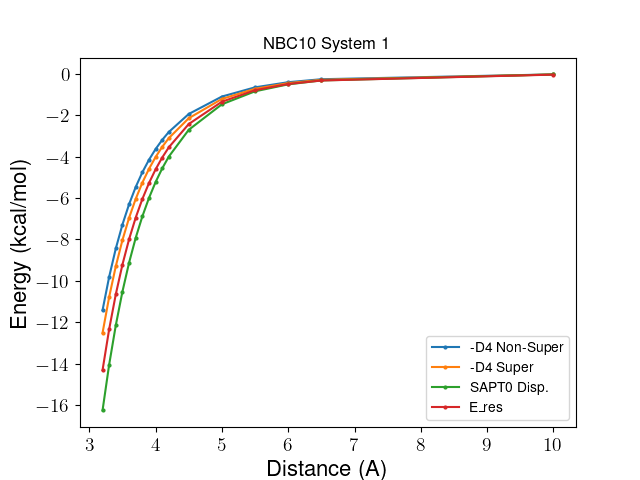 NBC10 System 1
Energy (kcal/mol)
0
−2
−4
−6
−8
−10
−12
−14
−16
-D4 Non-Super
-D4 Super
SAPT0 Disp.
E_res
3 4 5 6 7 8 9 10
Distance (A)